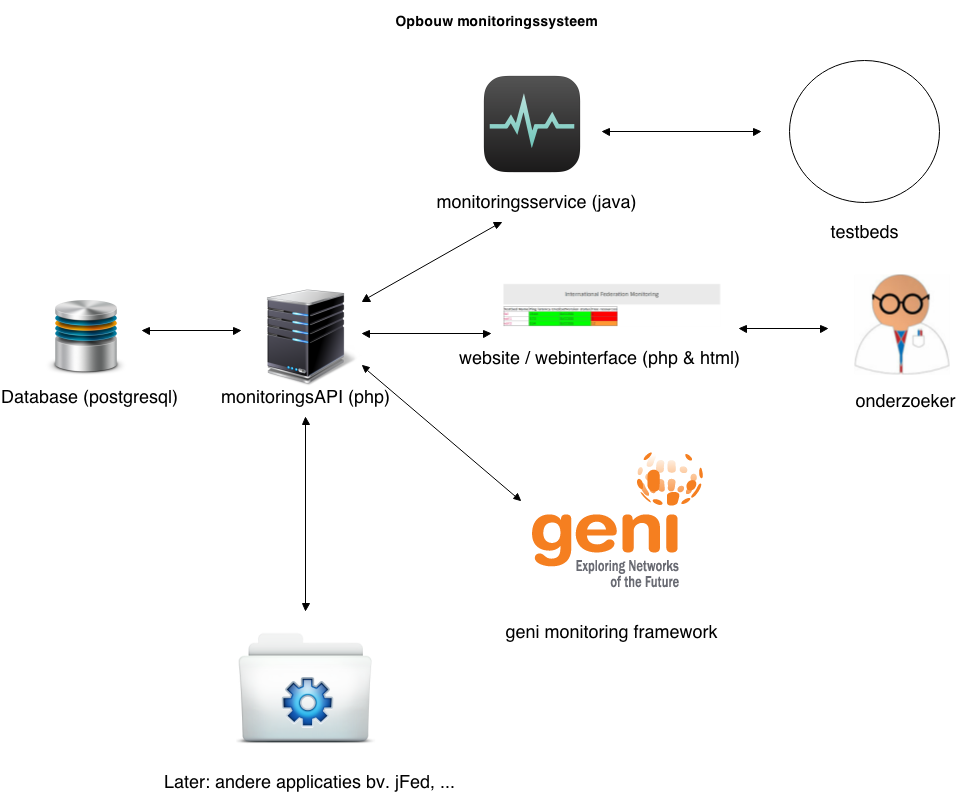 Opbouw monitoringssysteem
monitoringsservice (java)
testbeds
International Federation Monitoring
website / webinterface (php & html)
Database (postgresql)
monitoringsAPI (php)
onderzoeker
geni
Exploring Networks
of the Future
geni monitoring framework
Later: andere applicaties bv. jFed, ...